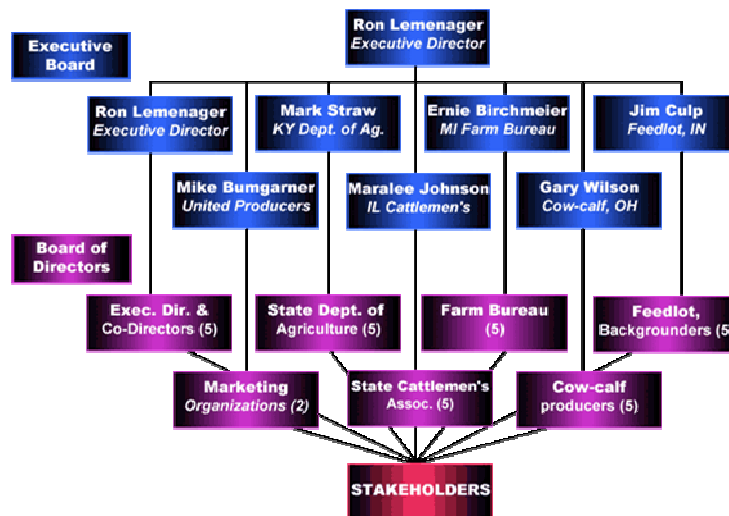 Ron Lemenager
Executive Director
Executive
Board
Ron Lemenager
Executive Director
Mark Straw
KY Dept. of Ag.
Ernie Birchmeier
MI Farm Bureau
Jim Culp
Feedlot, IN
Mike Bumgarner
United Producers
Maralee Johnson
IL Cattlemen's
Gary Wilson
Cow-calf, OH
Board of
Directors
Exec. Dir. &
Co-Directors (5)
State Dept. of
Agriculture (5)
Farm Bureau
(5)
Feedlot,
Backgrounders (5
Marketing
Organizations (2)
State Cattlemen's
Assoc. (5)
Cow-calf
producers (5)
STAKEHOLDERS